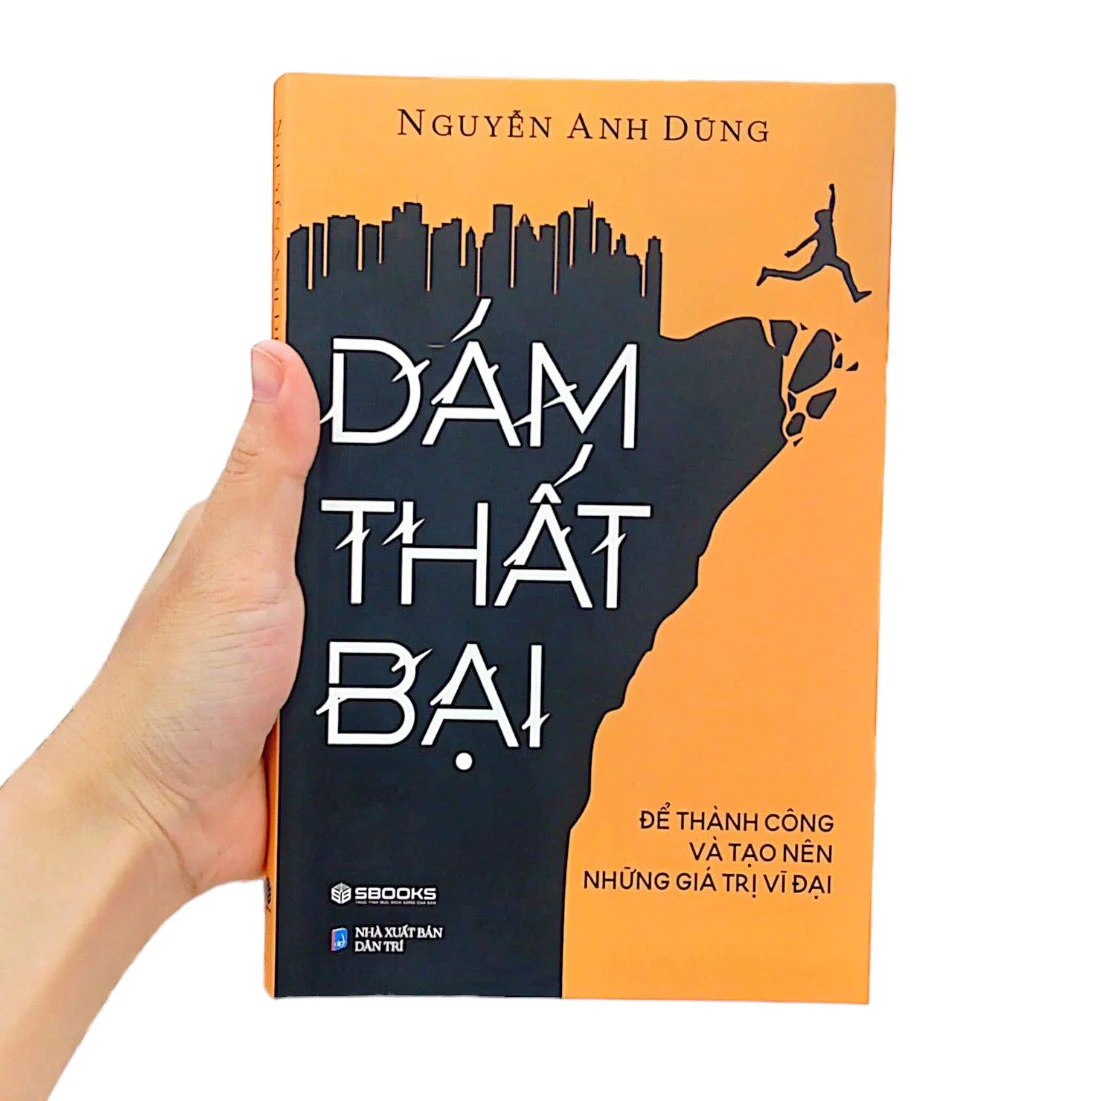 NGUYỄN ANH DŨNG
DÁM
THẤT
BẠI
ĐỂ THÀNH CÔNG
VÀ TẠO NÊN
NHỮNG GIÁ TRỊ VĨ ĐẠI
SBOOKS
NHÀ XUẤT BẢN
DÂN TRÍ